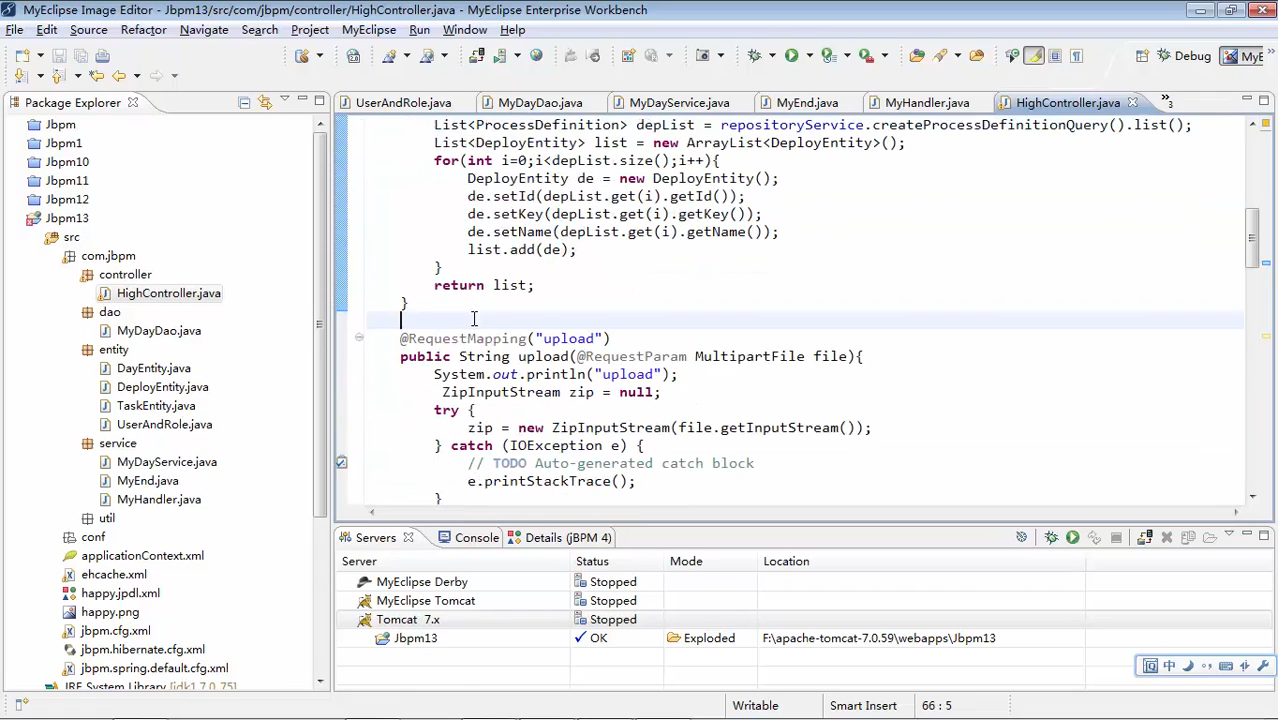 MyEclipse Image Editor - Jbpm13/src/com/jbpm/controller/HighController.java - MyEclipse Enterprise Workbench
File Edit Source Refactor Navigate Search Project MyEclipse Run Window Help
Debug MyE
Package Explorer
UserAndRole.java MyDayDao.java MyDayService.java MyEnd.java MyHandler.java HighController.java »3
Jbpm
Jbpm1
Jbpm10
Jbpm11
Jbpm12
Jbpm13
src
com.jbpm
controller
HighController.java
dao
MyDayDao.java
entity
DayEntity.java
DeployEntity.java
TaskEntity.java
UserAndRole.java
service
MyDayService.java
MyEnd.java
MyHandler.java
util
conf
applicationContext.xml
ehcache.xml
happy.jpdl.xml
happy.png
jbpm.cfg.xml
jbpm.hibernate.cfg.xml
jbpm.spring.default.cfg.xml
JRE System Library [jdk1.7.0_75]
List<ProcessDefinition> depList = repositoryService.createProcessDefinitionQuery().list();
List<DeployEntity> list = new ArrayList<DeployEntity>();
for(int i=0;i<depList.size();i++){
DeployEntity de = new DeployEntity();
de.setId(depList.get(i).getId());
de.setKey(depList.get(i).getKey());
de.setName(depList.get(i).getName());
list.add(de);
}
return list;
}
@RequestMapping("upload")
public String upload(@RequestParam MultipartFile file){
System.out.println("upload");
ZipInputStream zip = null;
try {
zip = new ZipInputStream(file.getInputStream());
} catch (IOException e) {
// TODO Auto-generated catch block
e.printStackTrace();
}
Servers Console Details (jBPM 4)
Server Status Mode Location
MyEclipse Derby Stopped
MyEclipse Tomcat Stopped
Tomcat 7.x Stopped
Jbpm13 OK Exploded F:\apache-tomcat-7.0.59\webapps\Jbpm13
中
Writable Smart Insert 66 : 5